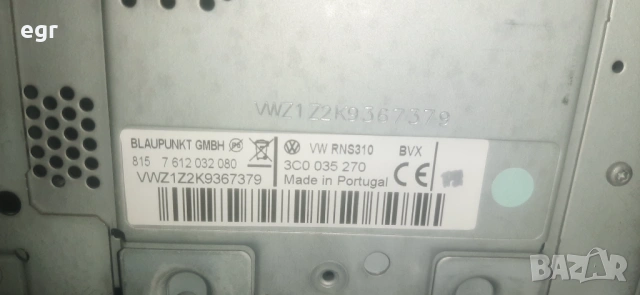 egr
VWZ1Z2K9367379
BLAUPUNKT GMBH
VW RNS310 BVX
815 7 612 032 080
3C0 035 270
VWZ1Z2K9367379
Made in Portugal CE
BAZAR